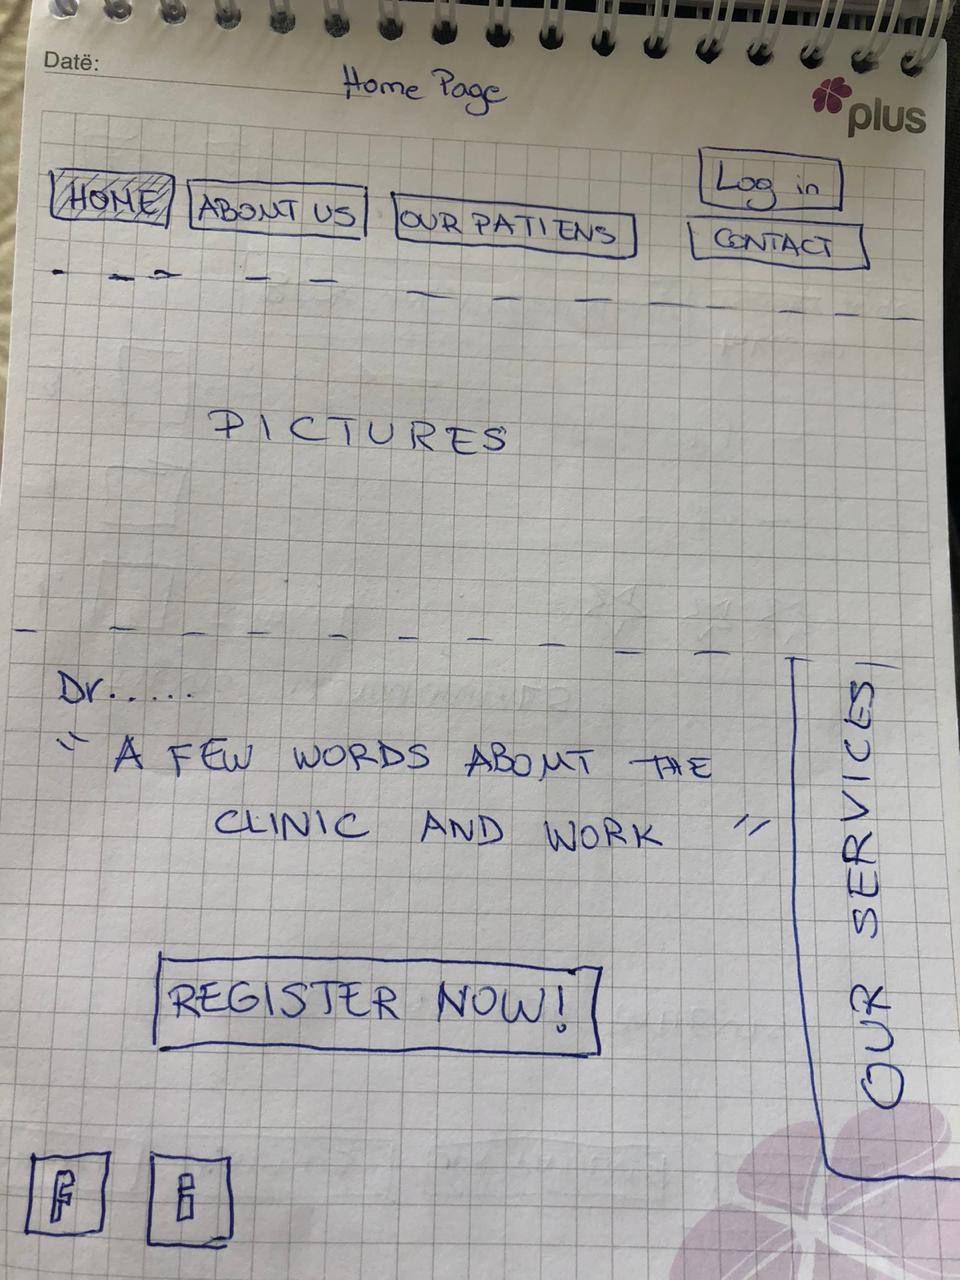 Datë:
Home Page
plus
Log in
HOME ABOUT US OUR PATIENS CONTACT
PICTURES
Dr.....
" A FEW WORDS ABOUT THE
CLINIC AND WORK "
OUR SERVICES
REGISTER NOW!
F i